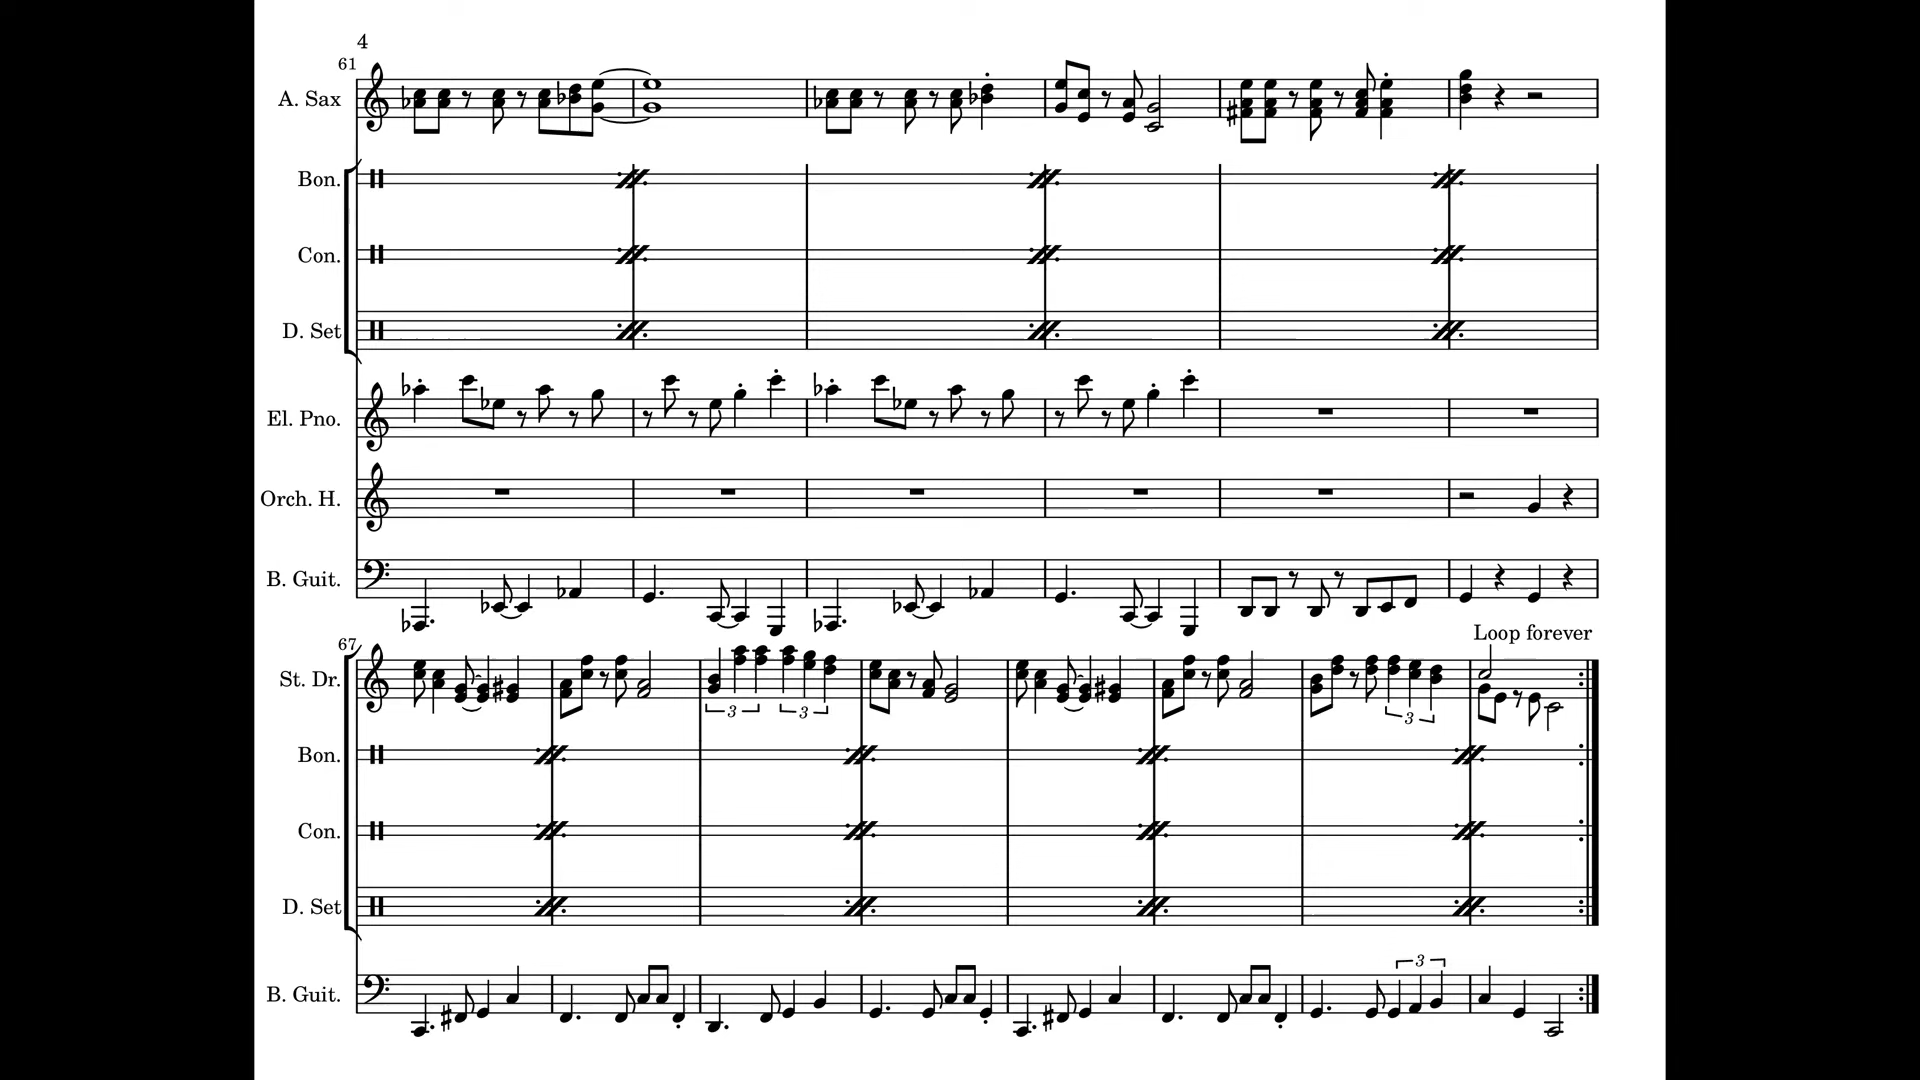 4
61
A. Sax
Bon.
Con.
D. Set
El. Pno.
Orch. H.
B. Guit.
Loop forever
67
St. Dr.
3 3 3
Bon.
Con.
D. Set
3
B. Guit.